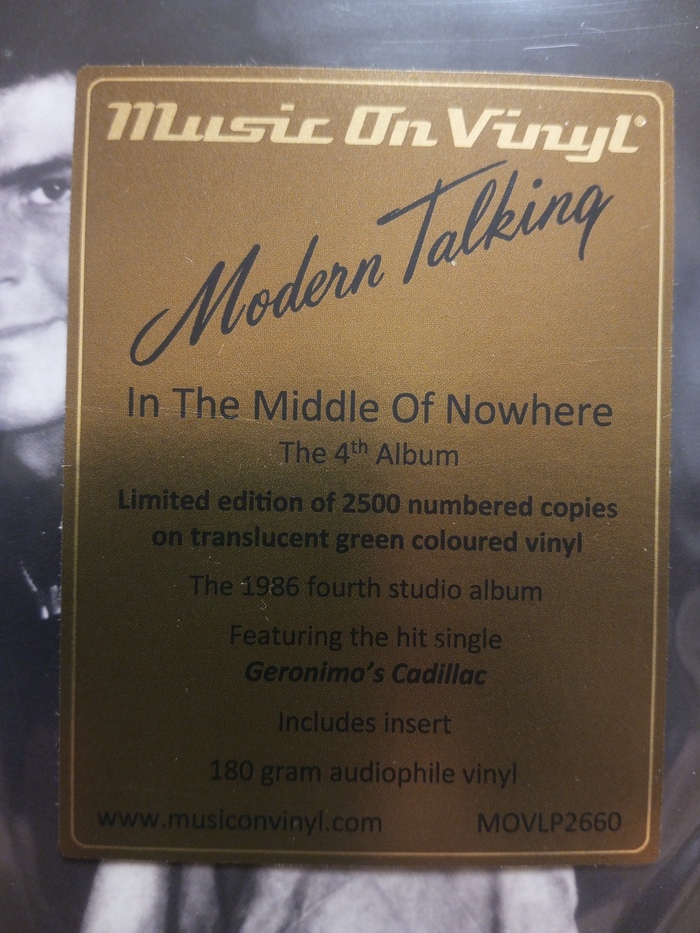 Music On Vinyl®
Modern Talking
In The Middle Of Nowhere
The 4th Album
Limited edition of 2500 numbered copies
on translucent green coloured vinyl
The 1986 fourth studio album
Featuring the hit single
Geronimo's Cadillac
Includes insert
180 gram audiophile vinyl
www.musiconvinyl.com MOVLP2660